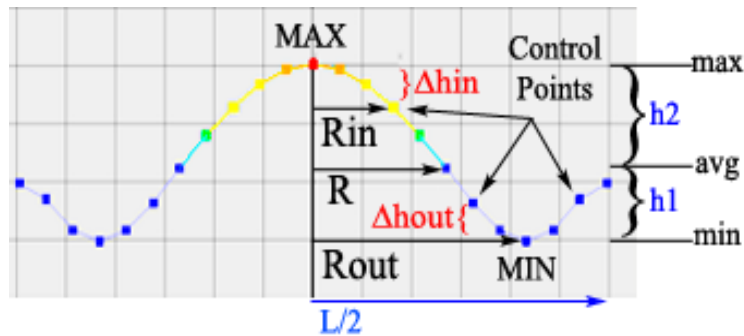 MAX
Control
Points
max
}Δhin
h2
Rin
avg
R
h1
Δhout{
min
Rout
MIN
L/2